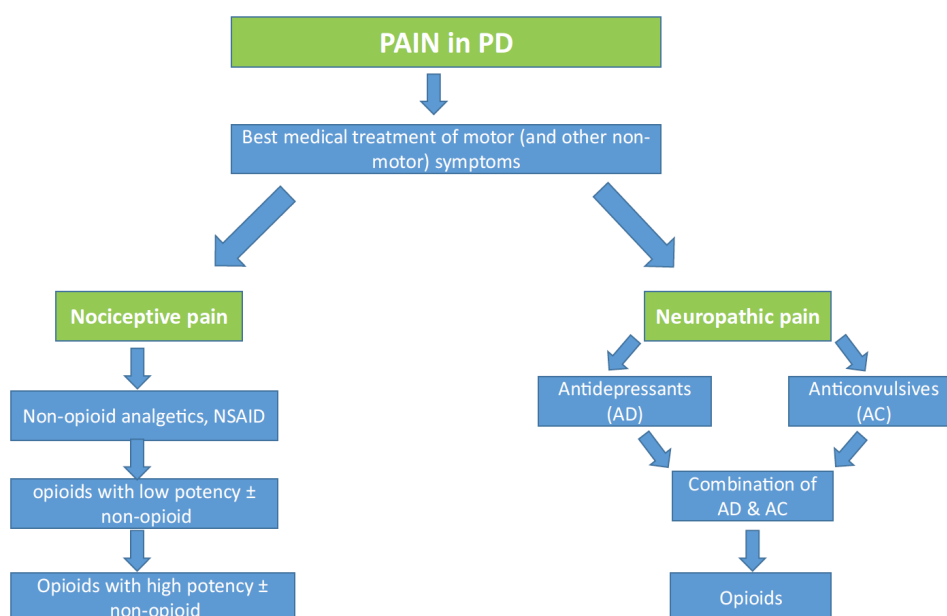 PAIN in PD
Best medical treatment of motor (and other non-
motor) symptoms
Nociceptive pain
Neuropathic pain
Non-opioid analgetics, NSAID
opioids with low potency ±
non-opioid
Opioids with high potency ±
non-opioid
Antidepressants
(AD)
Anticonvulsives
(AC)
Combination of
AD & AC
Opioids